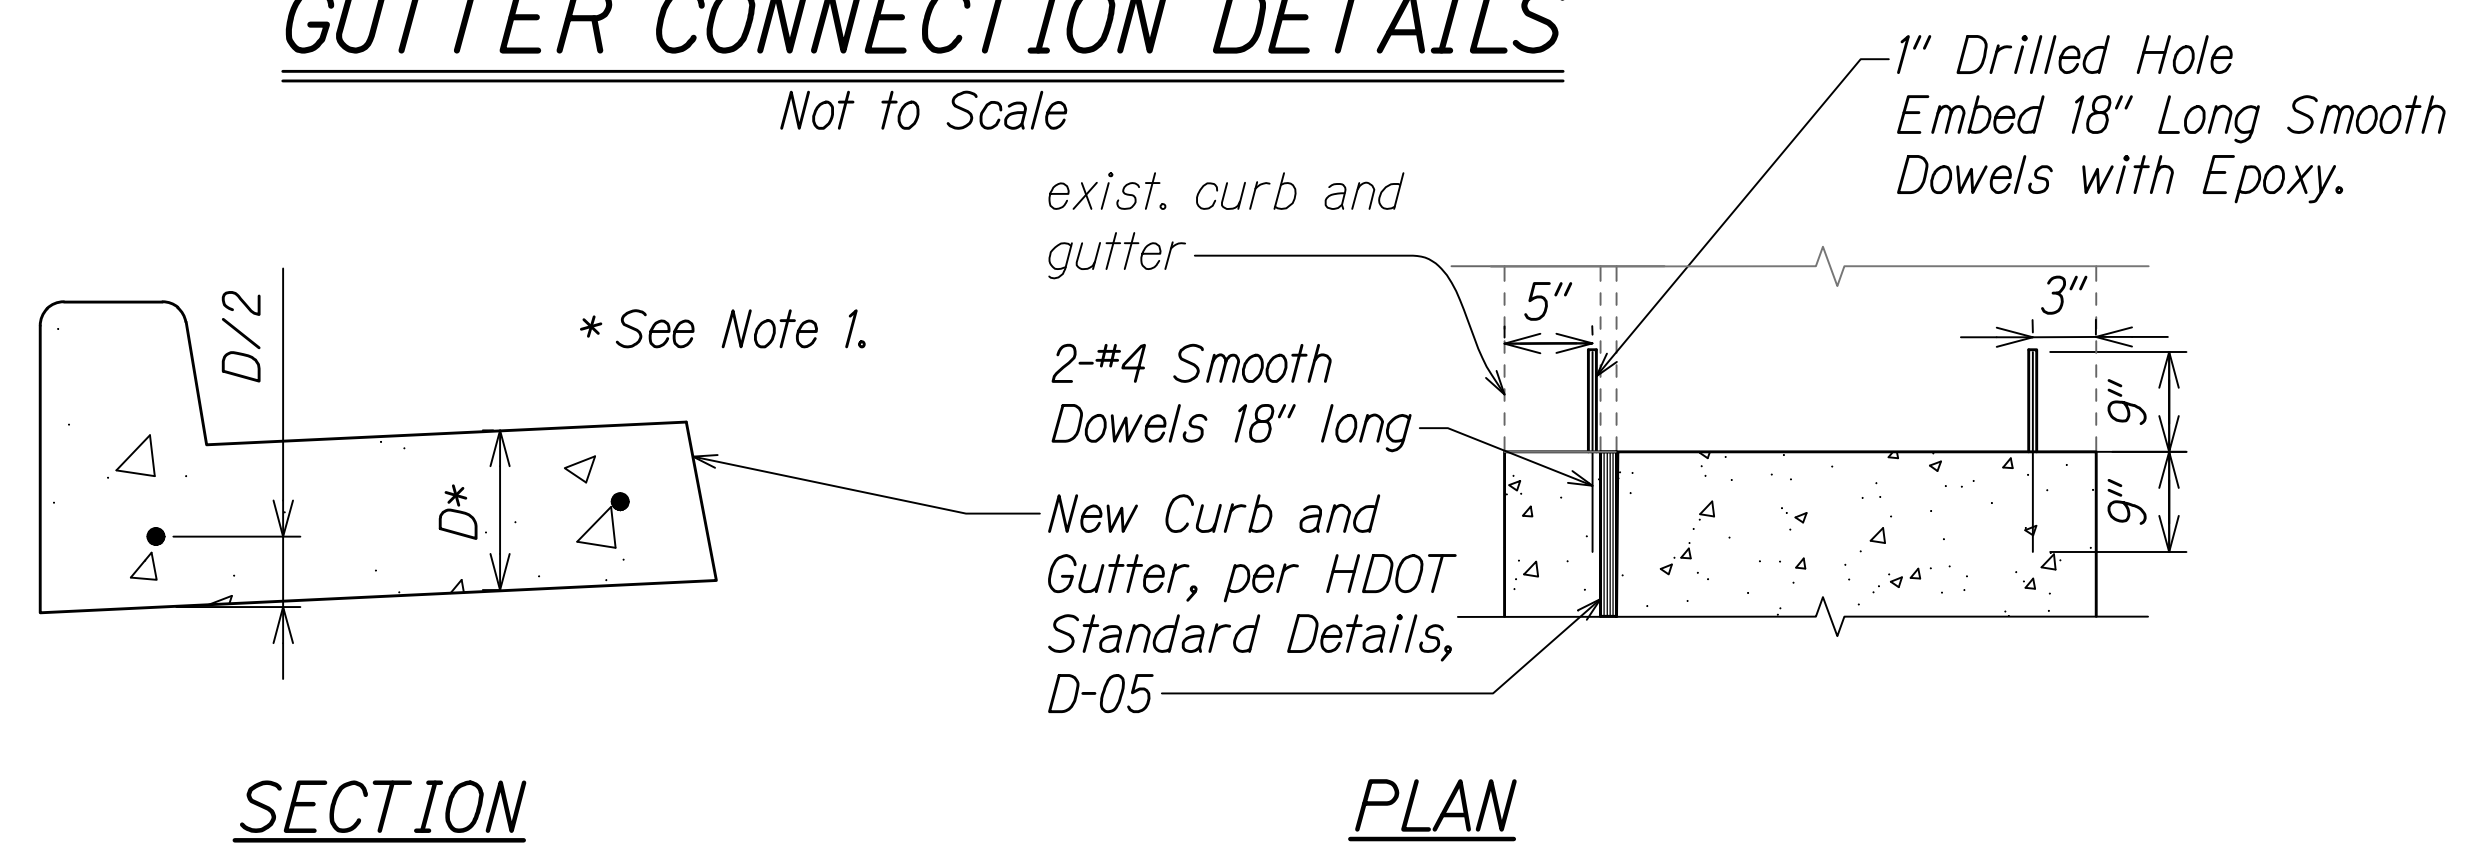 GUTTER CONNECTION DETAILS
Not to Scale
1" Drilled Hole
Embed 18" Long Smooth
Dowels with Epoxy.
exist. curb and
gutter
5"
3"
D/2
* See Note 1.
2-#4 Smooth
Dowels 18" long
9"
D*
9"
New Curb and
Gutter, per HDOT
Standard Details,
D-05
SECTION
PLAN